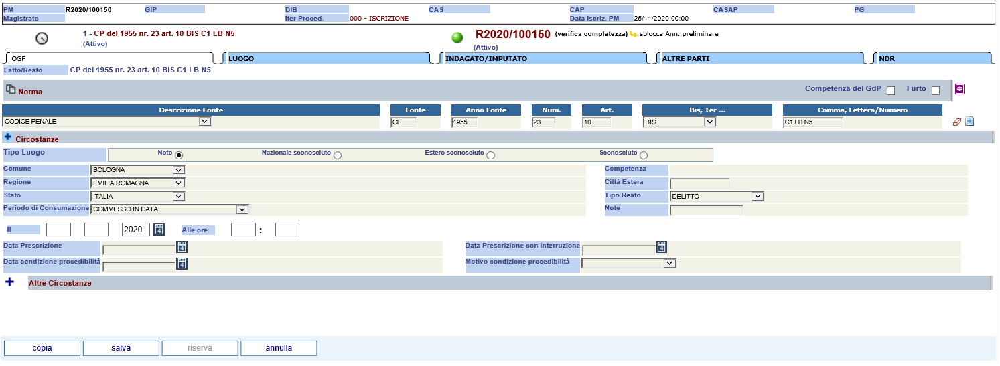 PM R2020/100150 GIP DIB CAS CAP CASAP PG
Magistrato Iter Proced. 000 - ISCRIZIONE Data Iscriz. PM 25/11/2020 00:00
1 - CP del 1955 nr. 23 art. 10 BIS C1 LB N5
(Attivo)
R2020/100150 (verifica completezza) sblocca Ann. preliminare
(Attivo)
QGF LUOGO INDAGATO/IMPUTATO ALTRE PARTI NDR
Fatto/Reato CP del 1955 nr. 23 art. 10 BIS C1 LB N5
Norma Competenza del GdP Furto
Descrizione Fonte Fonte Anno Fonte Num. Art. Bis, Ter ... Comma, Lettera/Numero
CODICE PENALE CP 1955 23 10 BIS C1 LB N5
Circostanze
Tipo Luogo Noto Nazionale sconosciuto Estero sconosciuto Sconosciuto
Comune BOLOGNA Competenza
Regione EMILIA ROMAGNA Città Estera
Stato ITALIA Tipo Reato DELITTO
Periodo di Consumazione COMMESSO IN DATA Note
Il 2020 4 Alle ore :
Data Prescrizione 4 Data Prescrizione con interruzione 4
Data condizione procedibilità 4 Motivo condizione procedibilità
Altre Circostanze
copia salva riserva annulla